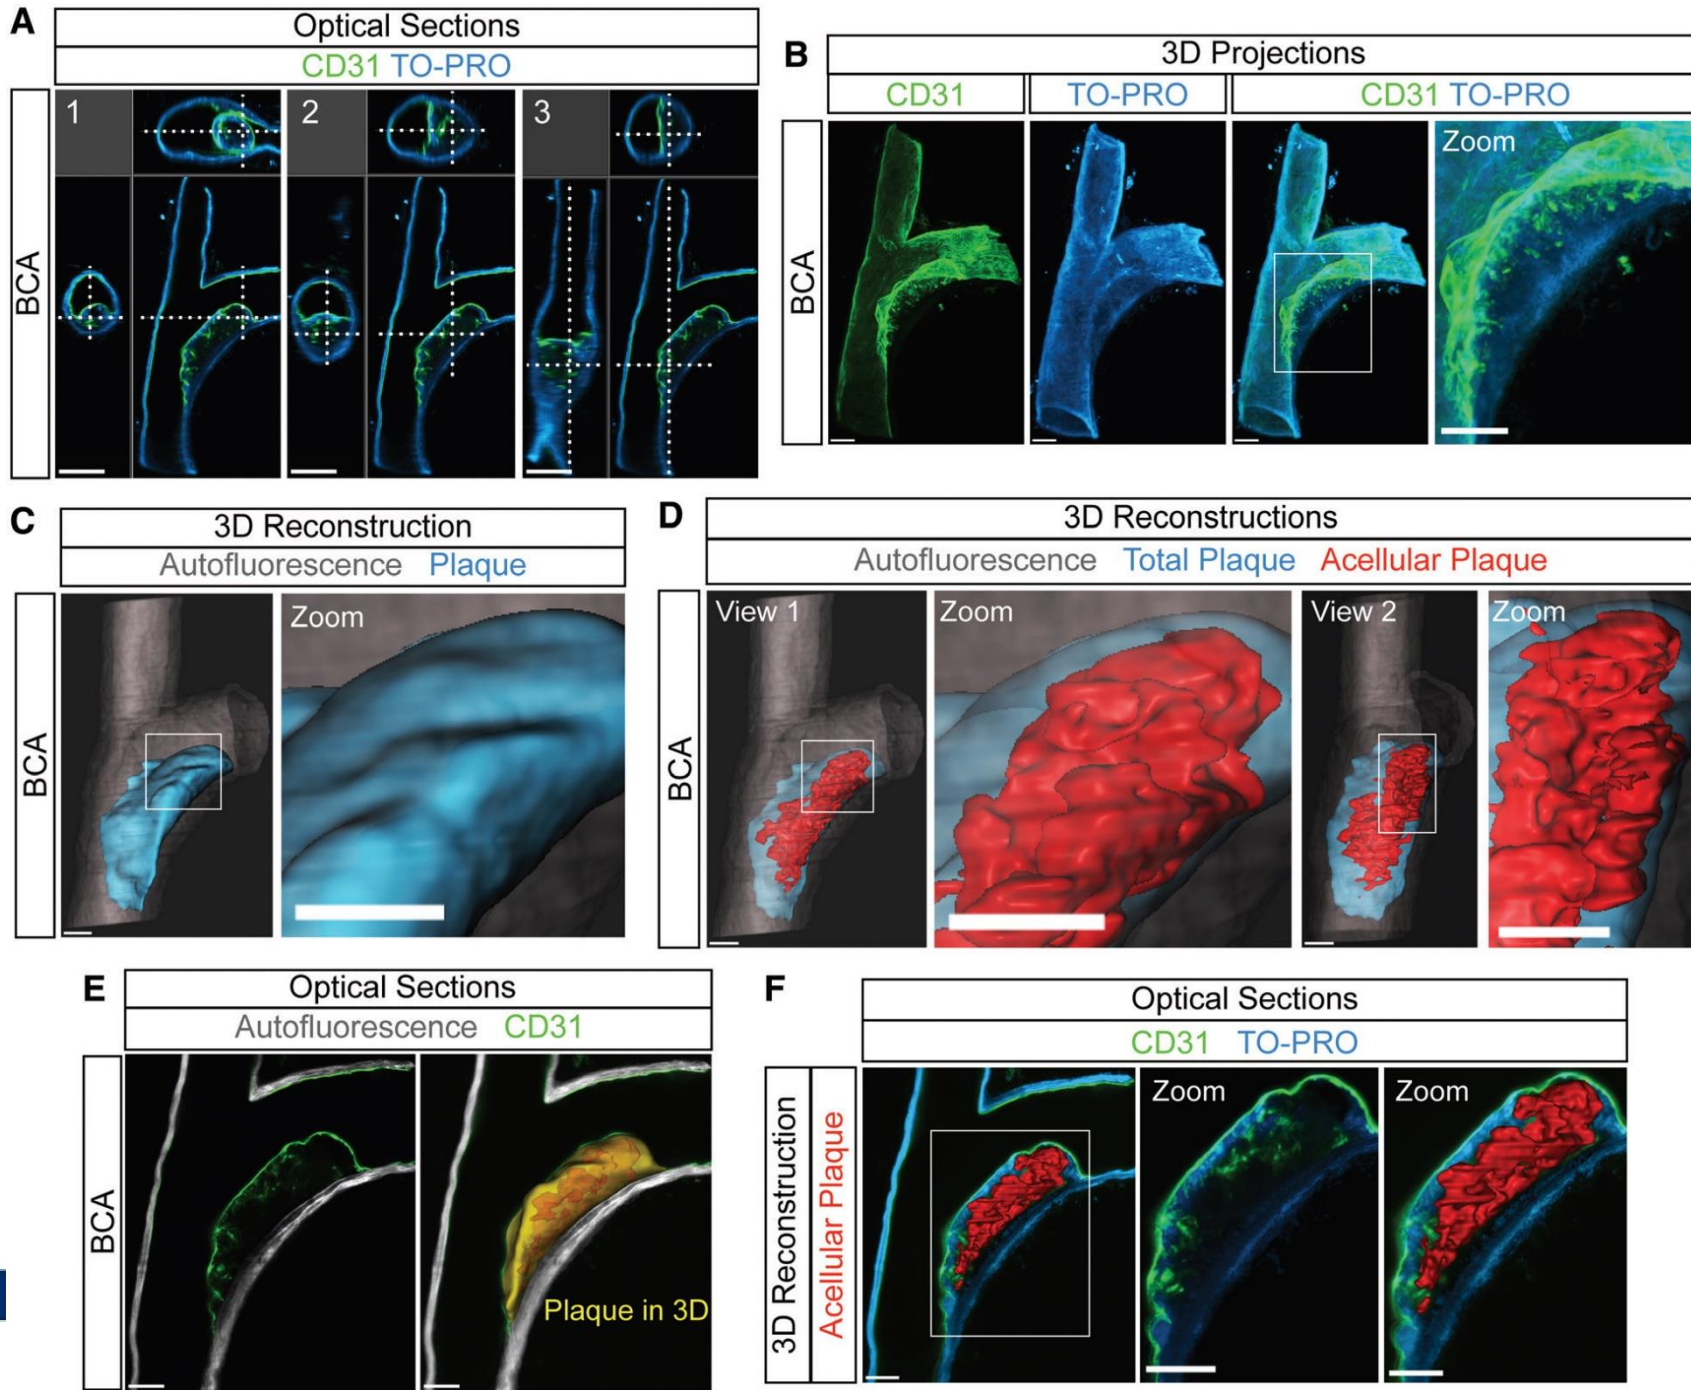 A
Optical Sections
CD31 TO-PRO
BCA
1
2
3
B
3D Projections
CD31
TO-PRO
CD31 TO-PRO
BCA
Zoom
C
3D Reconstruction
Autofluorescence Plaque
BCA
Zoom
D
3D Reconstructions
Autofluorescence Total Plaque Acellular Plaque
BCA
View 1
Zoom
View 2
Zoom
E
Optical Sections
Autofluorescence CD31
BCA
Plaque in 3D
F
Optical Sections
CD31 TO-PRO
3D Reconstruction
Acellular Plaque
Zoom
Zoom